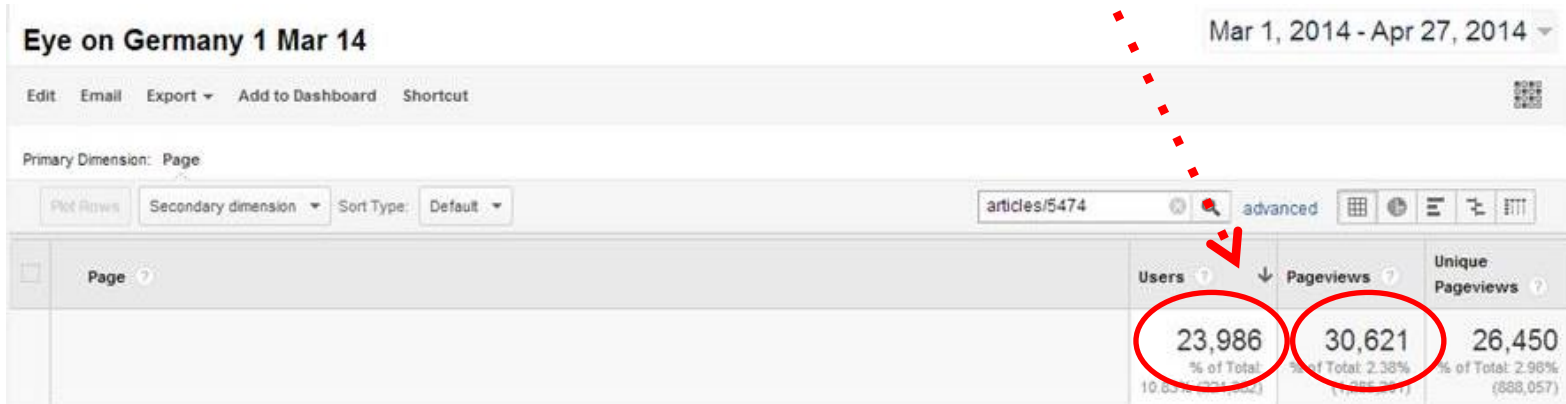 Eye on Germany 1 Mar 14
Mar 1, 2014 - Apr 27, 2014
Edit Email Export Add to Dashboard Shortcut
Primary Dimension: Page
Plot Rows Secondary dimension Sort Type: Default articles/5474 advanced
Page Users Pageviews Unique Pageviews
23,986 30,621 26,450
% of Total: % of Total: 2.38% % of Total: 2.98%
10.83% (888,057)